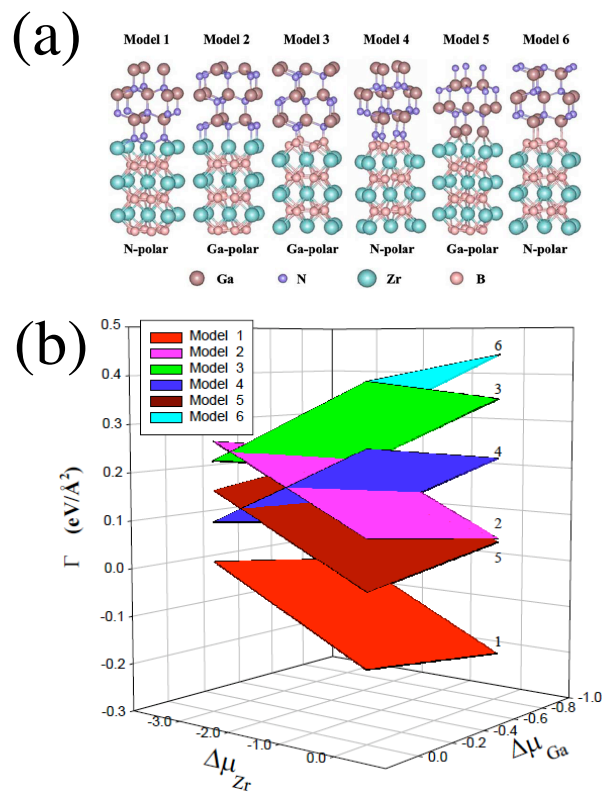 (a)
Model 1 Model 2 Model 3 Model 4 Model 5 Model 6
N-polar Ga-polar Ga-polar N-polar Ga-polar N-polar
Ga N Zr B
(b)
Model 1
Model 2
Model 3
Model 4
Model 5
Model 6
0.5
0.4
0.3
0.2
0.1
0.0
-0.1
-0.2
-0.3
Γ (eV/Å²)
6
3
4
2
5
1
-3.0 -2.0 -1.0 0.0
Δμ Zr
0.0 -0.2 -0.4 -0.6 -0.8 -1.0
Δμ Ga